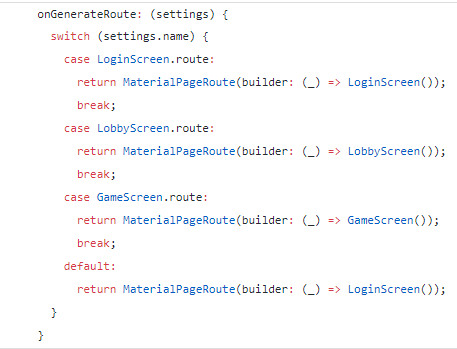 onGenerateRoute: (settings) {
switch (settings.name) {
case LoginScreen.route:
return MaterialPageRoute(builder: (_) => LoginScreen());
break;
case LobbyScreen.route:
return MaterialPageRoute(builder: (_) => LobbyScreen());
break;
case GameScreen.route:
return MaterialPageRoute(builder: (_) => GameScreen());
break;
default:
return MaterialPageRoute(builder: (_) => LoginScreen());
}
}